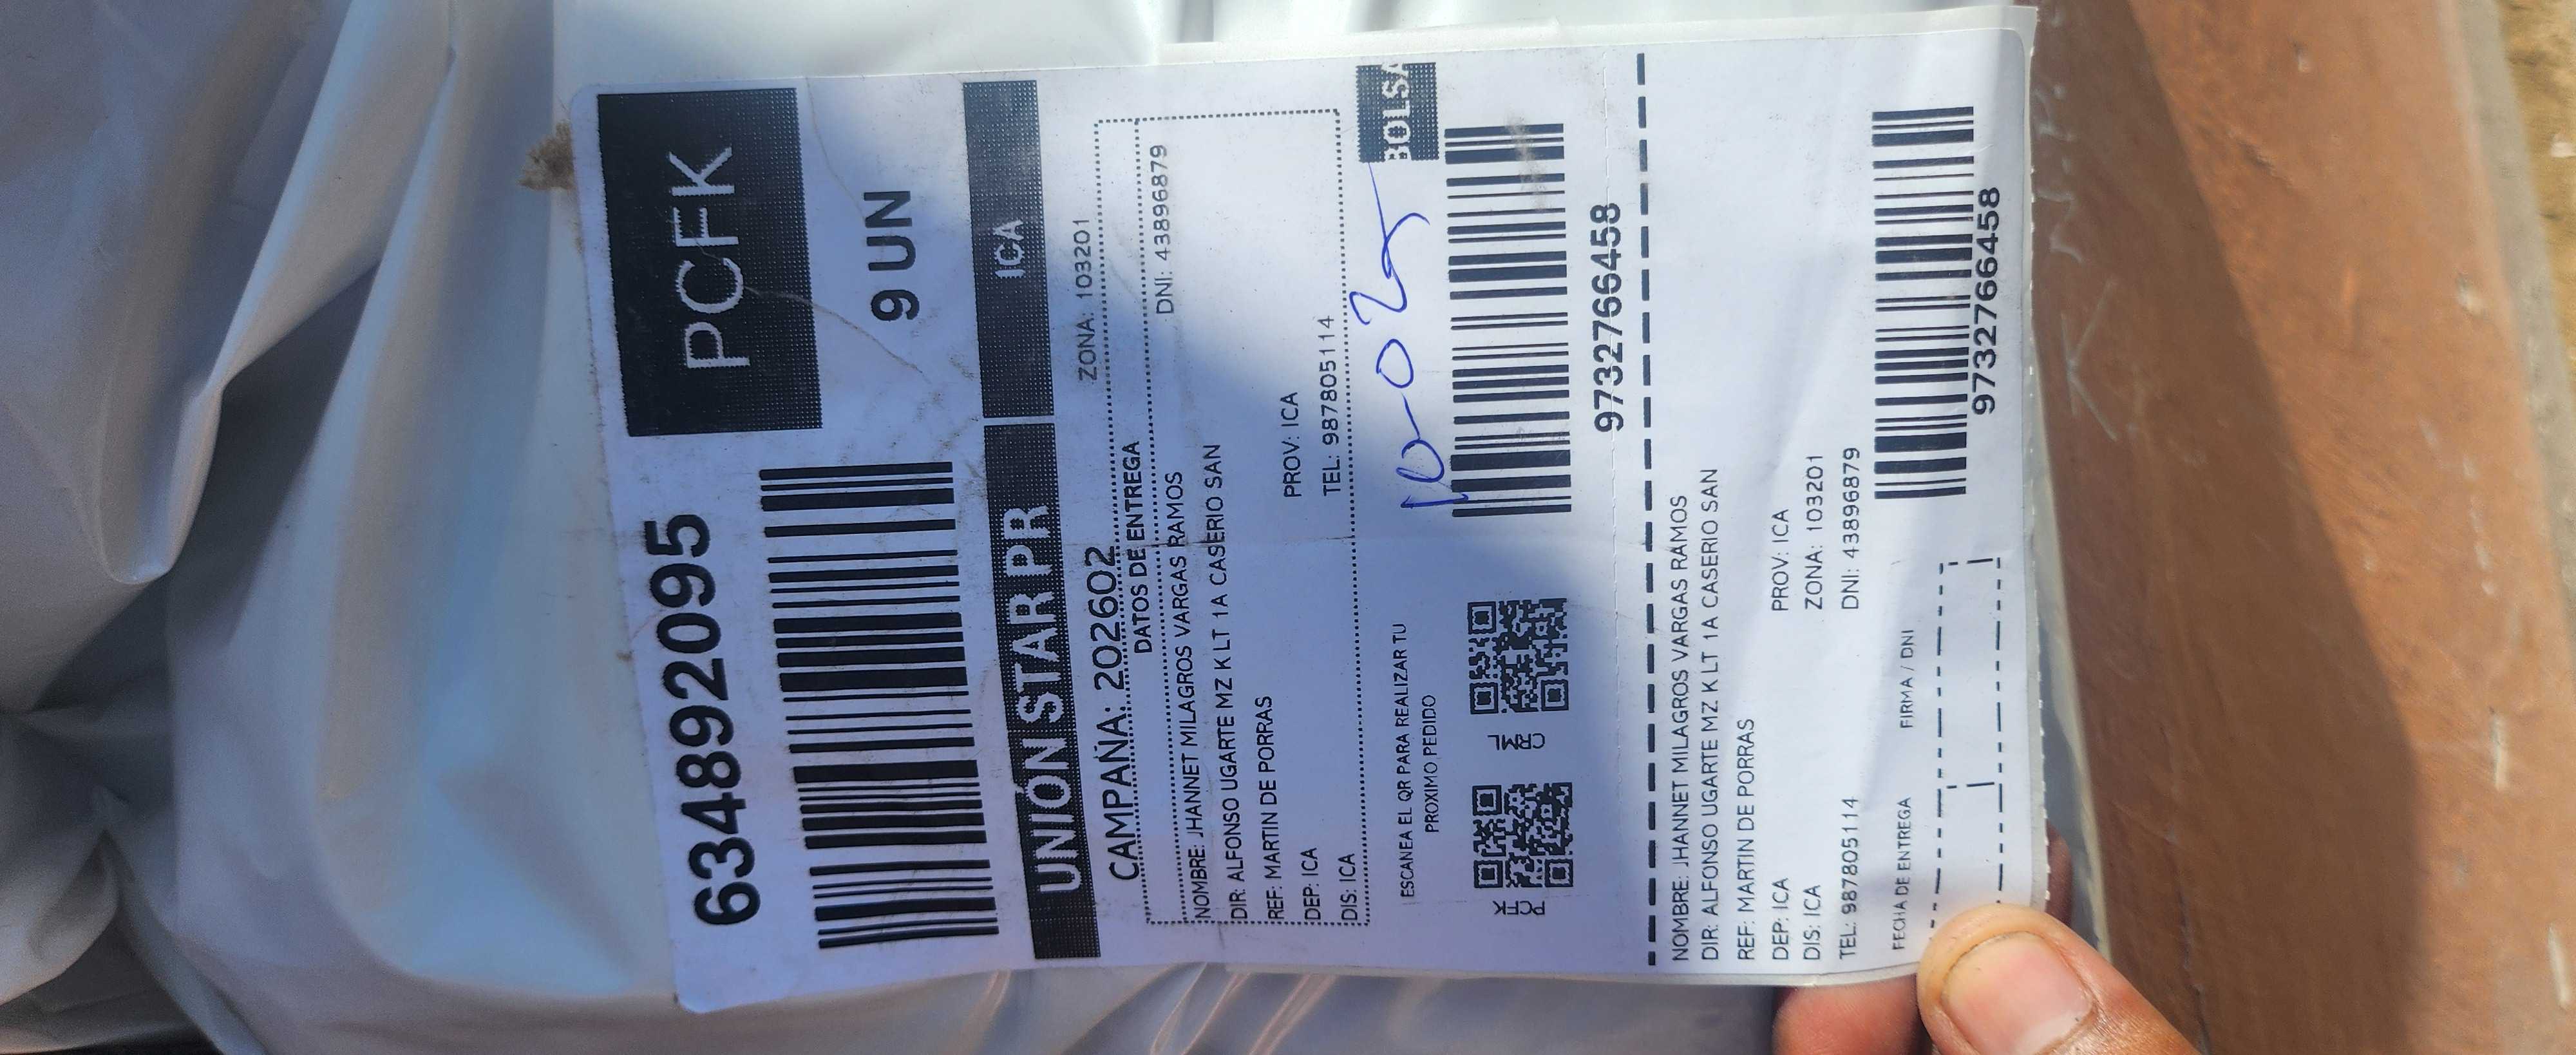 634892095
PCFK
9 UN
UNIÓN STAR PR
ICA
CAMPAÑA: 202602
ZONA: 103201
DATOS DE ENTREGA
DNI: 43896879
NOMBRE: JHANNET MILAGROS VARGAS RAMOS
DIR: ALFONSO UGARTE MZ K LT 1A CASERIO SAN
REF: MARTIN DE PORRAS
DEP: ICA PROV: ICA
DIS: ICA TEL: 987805114
BOLSA
10-025
ESCANEA EL QR PARA REALIZAR TU
PROXIMO PEDIDO
PCFK
9732766458
NOMBRE: JHANNET MILAGROS VARGAS RAMOS
DIR: ALFONSO UGARTE MZ K LT 1A CASERIO SAN
REF: MARTIN DE PORRAS
DEP: ICA PROV: ICA
DIS: ICA ZONA: 103201
TEL: 987805114 DNI: 43896879
FECHA DE ENTREGA FIRMA / DNI
9732766458